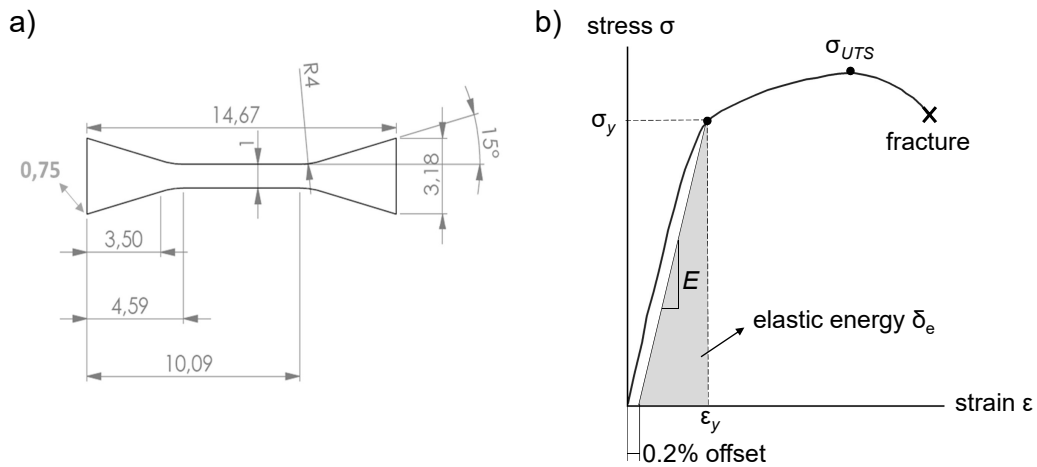 a)
R4
14,67
1
15°
3,18
0,75
3,50
4,59
10,09
b)
stress σ
σUTS
σy
fracture
E
elastic energy δe
strain ε
εy
0.2% offset